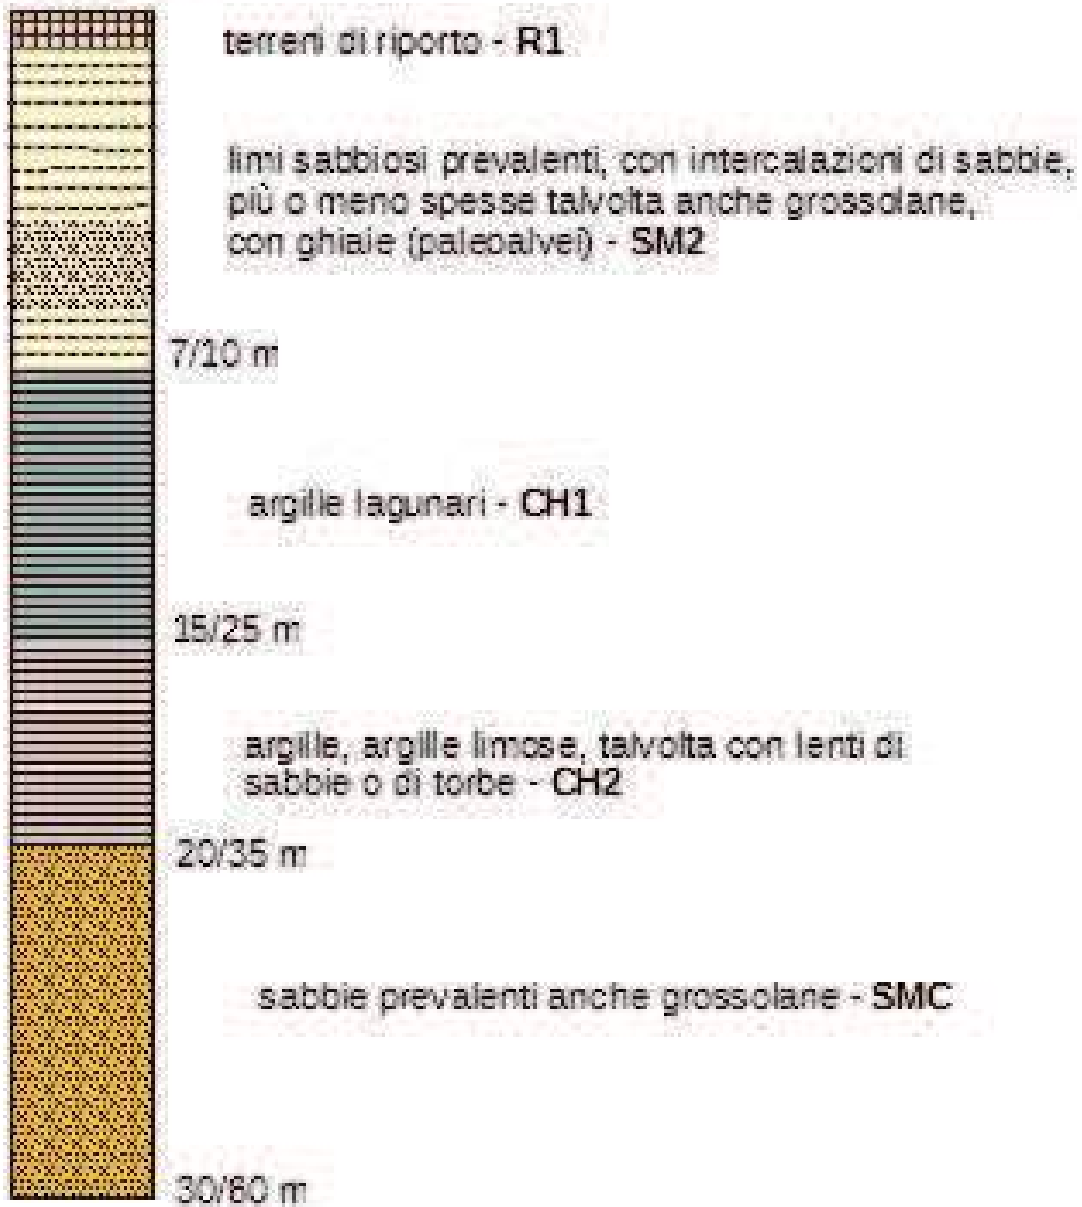 terreni di riporto - R1
limi sabbiosi prevalenti, con intercalazioni di sabbie,
più o meno spesse talvolta anche grossolane,
con ghiaie (paleoalvei) - SM2
7/10 m
argille lagunari - CH1
15/25 m
argille, argille limose, talvolta con lenti di
sabbie o di torbe - CH2
20/35 m
sabbie prevalenti anche grossolane - SMC
30/60 m